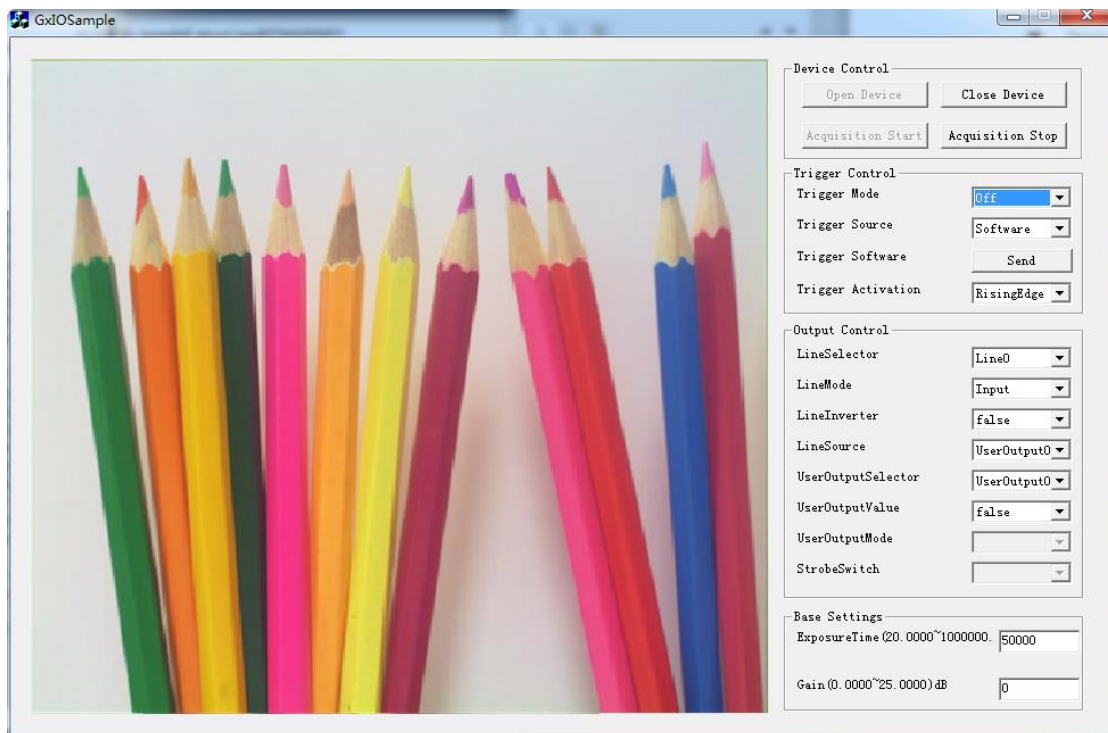 GxIOSample
Device Control
Open Device Close Device
Acquisition Start Acquisition Stop
Trigger Control
Trigger Mode Off
Trigger Source Software
Trigger Software Send
Trigger Activation RisingEdge
Output Control
LineSelector Line0
LineMode Input
LineInverter false
LineSource UserOutput0
UserOutputSelector UserOutput0
UserOutputValue false
UserOutputMode
StrobeSwitch
Base Settings
ExposureTime(20.0000~1000000. 50000
Gain(0.0000~25.0000)dB 0